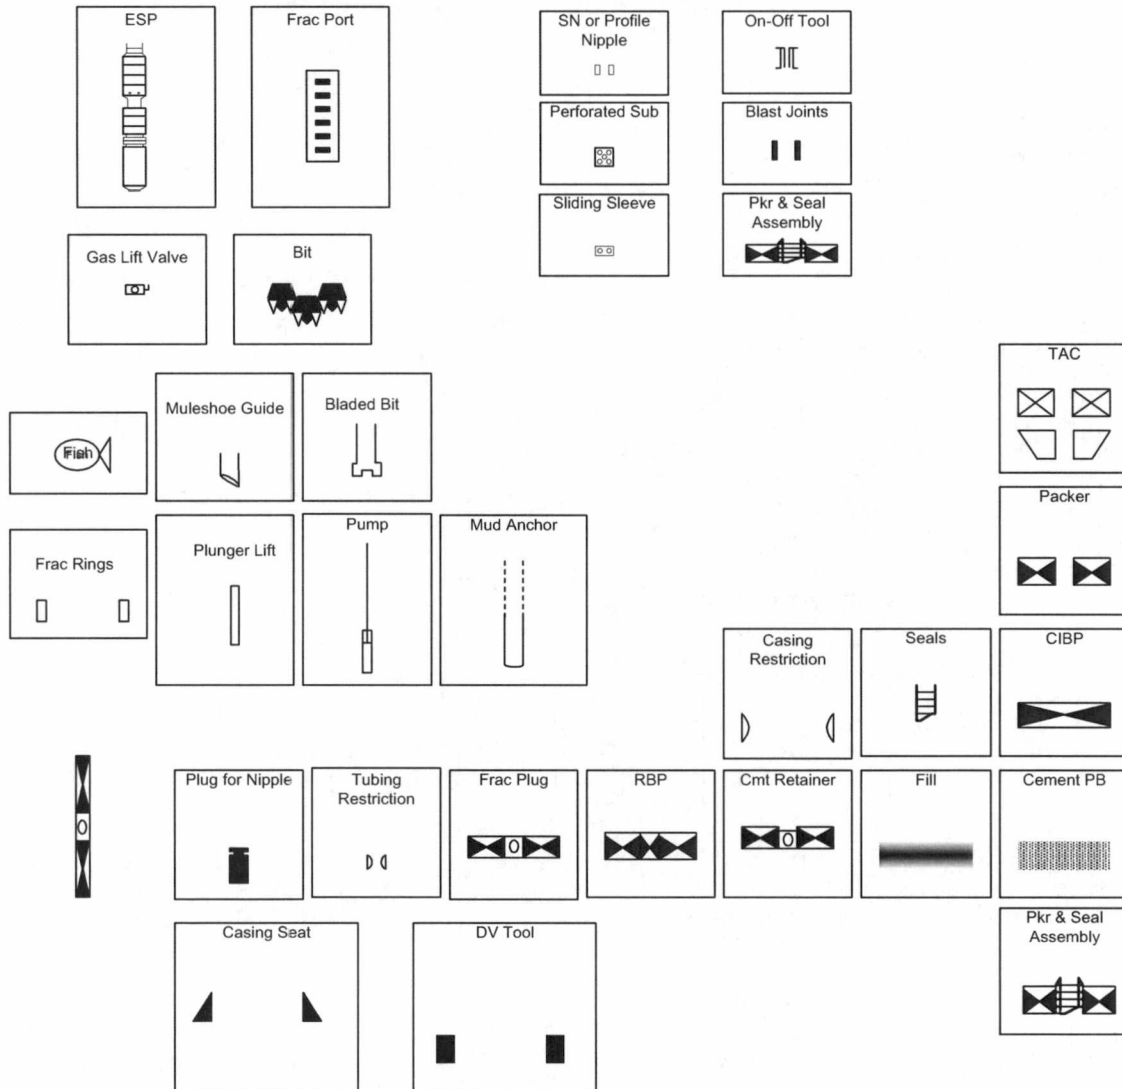 ESP
Frac Port
SN or Profile
Nipple
On-Off Tool
Perforated Sub
Blast Joints
Sliding Sleeve
Pkr & Seal
Assembly
Gas Lift Valve
Bit
TAC
Muleshoe Guide
Bladed Bit
Fish
Packer
Frac Rings
Plunger Lift
Pump
Mud Anchor
Casing
Restriction
Seals
CIBP
Plug for Nipple
Tubing
Restriction
Frac Plug
RBP
Cmt Retainer
Fill
Cement PB
Casing Seat
DV Tool
Pkr & Seal
Assembly